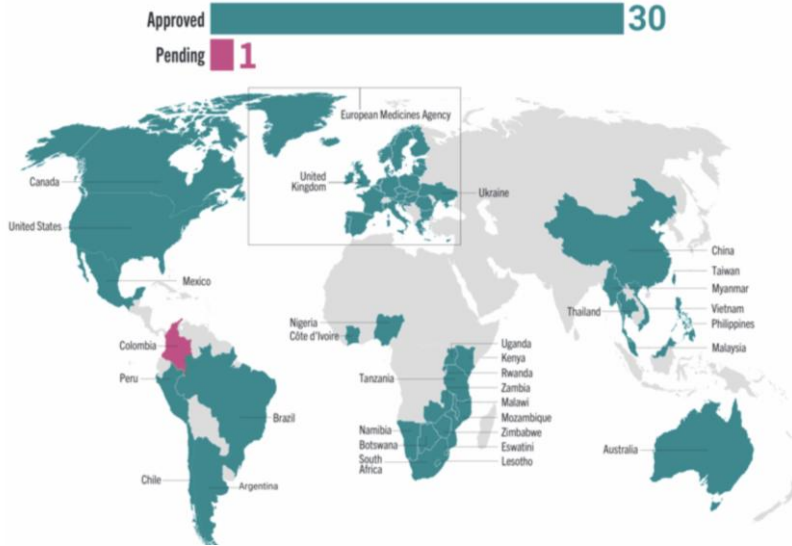 Approved 30
Pending 1
European Medicines Agency
Canada
United
Kingdom
Ukraine
United States
China
Mexico
Taiwan
Myanmar
Thailand
Vietnam
Nigeria
Philippines
Côte d'Ivoire
Colombia
Uganda
Malaysia
Kenya
Peru
Tanzania
Rwanda
Zambia
Malawi
Brazil
Mozambique
Namibia
Zimbabwe
Botswana
Eswatini
Australia
South
Africa
Lesotho
Chile
Argentina